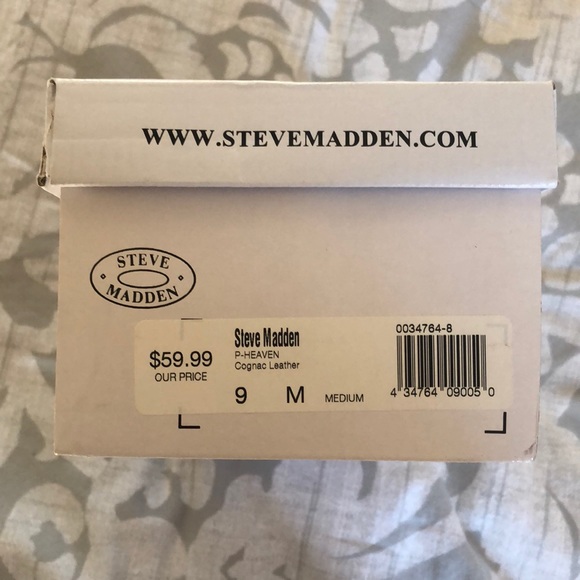 WWW.STEVEMADDEN.COM
STEVE
MADDEN
$59.99
OUR PRICE
Steve Madden
P-HEAVEN
Cognac Leather
9 M MEDIUM
0034764-8
4 34764 09005 0